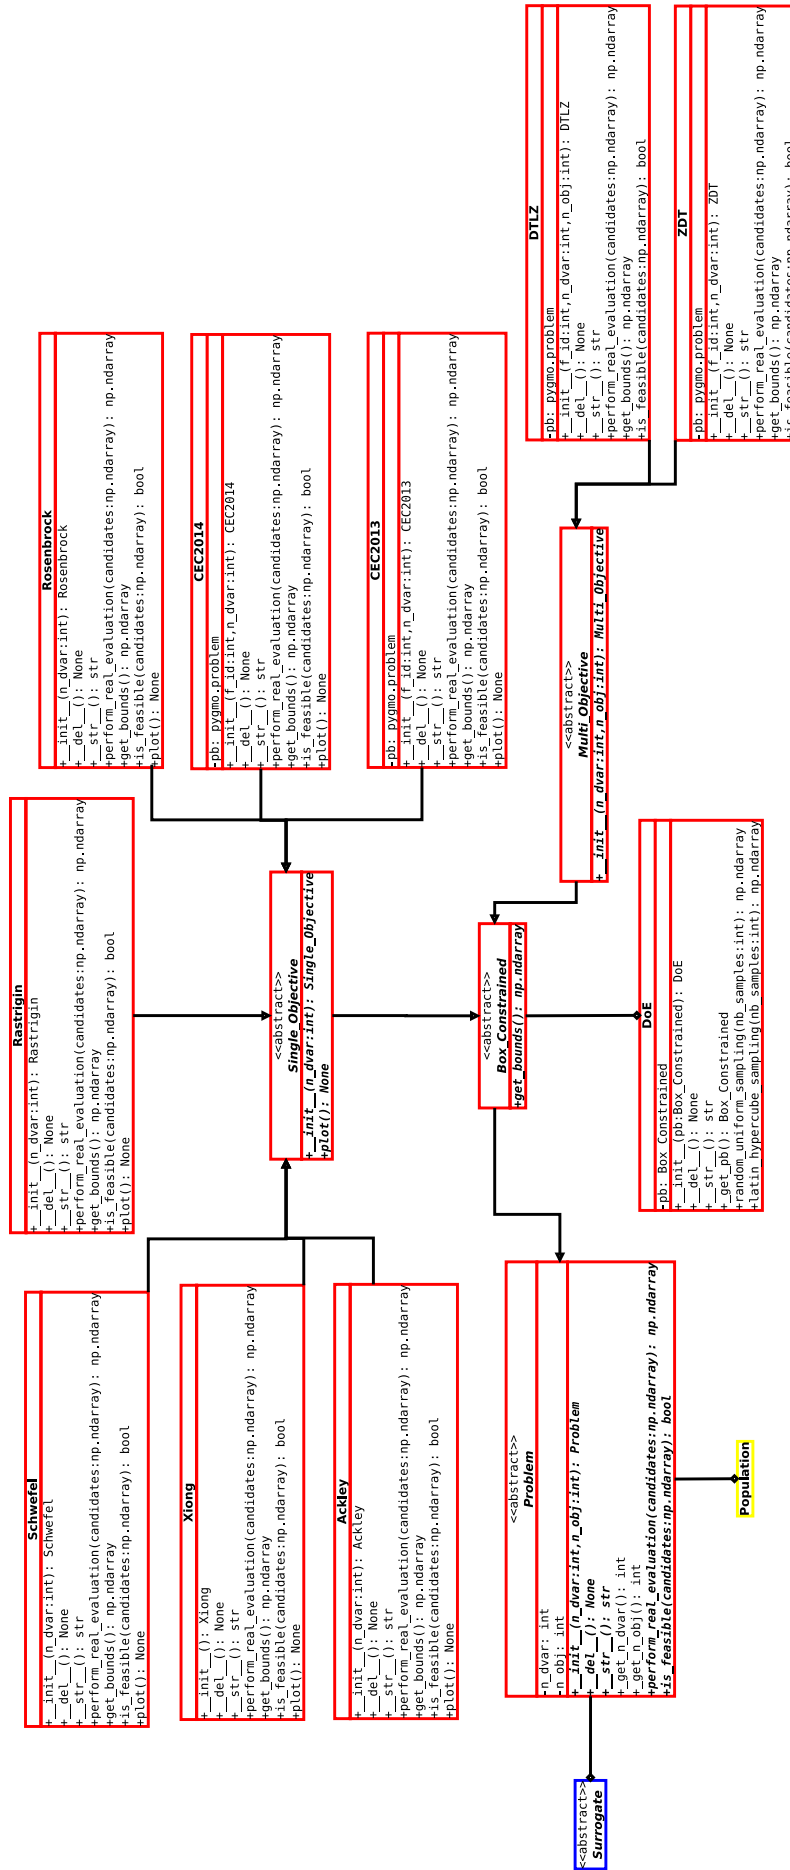 Rastrigin
+__init__(n_dvar:int): Rastrigin
+__del__(): None
+__str__(): str
+perform_real_evaluation(candidates:np.ndarray): np.ndarray
+get_bounds(): np.ndarray
+is_feasible(candidates:np.ndarray): bool
+plot(): None
Schwefel
+__init__(n_dvar:int): Schwefel
+__del__(): None
+__str__(): str
+perform_real_evaluation(candidates:np.ndarray): np.ndarray
+get_bounds(): np.ndarray
+is_feasible(candidates:np.ndarray): bool
+plot(): None
Rosenbrock
+__init__(n_dvar:int): Rosenbrock
+__del__(): None
+__str__(): str
+perform_real_evaluation(candidates:np.ndarray): np.ndarray
+get_bounds(): np.ndarray
+is_feasible(candidates:np.ndarray): bool
+plot(): None
Xiong
+__init__(): Xiong
+__del__(): None
+__str__(): str
+perform_real_evaluation(candidates:np.ndarray): np.ndarray
+get_bounds(): np.ndarray
+is_feasible(candidates:np.ndarray): bool
+plot(): None
CEC2014
-pb: pygmo.problem
+__init__(f_id:int,n_dvar:int): CEC2014
+__del__(): None
+__str__(): str
+perform_real_evaluation(candidates:np.ndarray): np.ndarray
+get_bounds(): np.ndarray
+is_feasible(candidates:np.ndarray): bool
+plot(): None
<<abstract>>
Single_Objective
+__init__(n_dvar:int): Single_Objective
+plot(): None
Ackley
+__init__(n_dvar:int): Ackley
+__del__(): None
+__str__(): str
+perform_real_evaluation(candidates:np.ndarray): np.ndarray
+get_bounds(): np.ndarray
+is_feasible(candidates:np.ndarray): bool
+plot(): None
CEC2013
-pb: pygmo.problem
+__init__(f_id:int,n_dvar:int): CEC2013
+__del__(): None
+__str__(): str
+perform_real_evaluation(candidates:np.ndarray): np.ndarray
+get_bounds(): np.ndarray
+is_feasible(candidates:np.ndarray): bool
+plot(): None
<<abstract>>
Box_Constrained
+get_bounds(): np.ndarray
<<abstract>>
Problem
-n_dvar: int
-n_obj: int
+__init__(n_dvar:int,n_obj:int): Problem
+__del__(): None
+__str__(): str
+_get_n_dvar(): int
+_get_n_obj(): int
+perform_real_evaluation(candidates:np.ndarray): np.ndarray
+is_feasible(candidates:np.ndarray): bool
DTLZ
-pb: pygmo.problem
+__init__(f_id:int,n_dvar:int,n_obj:int): DTLZ
+__del__(): None
+__str__(): str
+perform_real_evaluation(candidates:np.ndarray): np.ndarray
+get_bounds(): np.ndarray
+is_feasible(candidates:np.ndarray): bool
<<abstract>>
Multi_Objective
+__init__(n_dvar:int,n_obj:int): Multi_Objective
<<abstract>>
Surrogate
DoE
-pb: Box_Constrained
+__init__(pb:Box_Constrained): DoE
+__del__(): None
+__str__(): str
+_get_pb(): Box_Constrained
+random_uniform_sampling(nb_samples:int): np.ndarray
+latin_hypercube_sampling(nb_samples:int): np.ndarray
ZDT
-pb: pygmo.problem
+__init__(f_id:int,n_dvar:int): ZDT
+__del__(): None
+__str__(): str
+perform_real_evaluation(candidates:np.ndarray): np.ndarray
+get_bounds(): np.ndarray
+is_feasible(candidates:np.ndarray): bool
Population